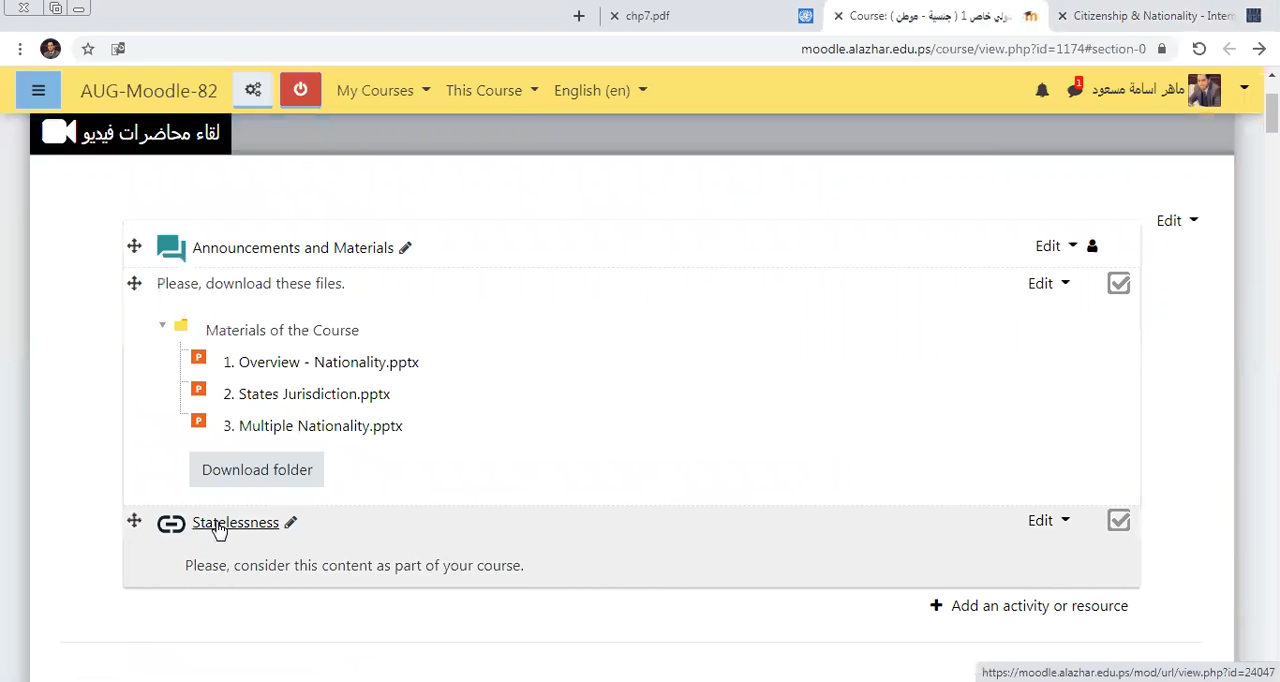 chp7.pdf
Course: قولي خاص 1 ( جنسية - موطن )
Citizenship & Nationality - Intern
moodle.alazhar.edu.ps/course/view.php?id=1174#section-0
AUG-Moodle-82
My Courses
This Course
English (en)
1
ماهر اسامة مسعود
لقاء محاضرات فيديو
Edit
Announcements and Materials
Edit
Please, download these files.
Edit
Materials of the Course
P 1. Overview - Nationality.pptx
P 2. States Jurisdiction.pptx
P 3. Multiple Nationality.pptx
Download folder
Statelessness
Edit
Please, consider this content as part of your course.
+ Add an activity or resource
https://moodle.alazhar.edu.ps/mod/url/view.php?id=24047